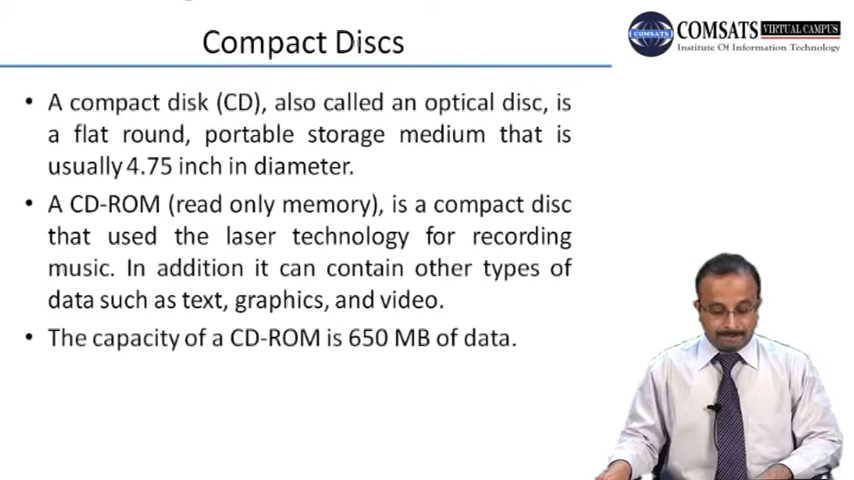 Compact Discs
COMSATS
COMSATS VIRTUAL CAMPUS
Institute Of Information Technology
• A compact disk (CD), also called an optical disc, is
a flat round, portable storage medium that is
usually 4.75 inch in diameter.
• A CD-ROM (read only memory), is a compact disc
that used the laser technology for recording
music. In addition it can contain other types of
data such as text, graphics, and video.
• The capacity of a CD-ROM is 650 MB of data.